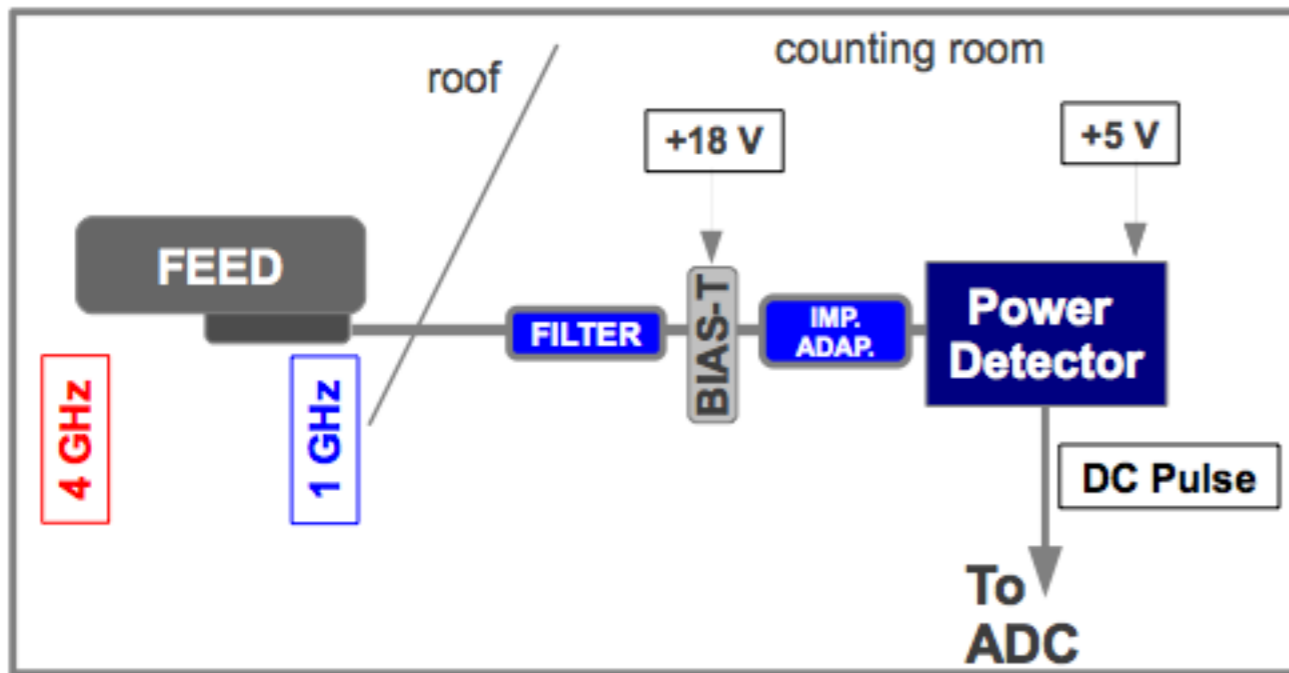 counting room
roof
+18 V
+5 V
FEED
FILTER
BIAS-T
IMP.
ADAP.
Power
Detector
4 GHz
1 GHz
DC Pulse
To
ADC